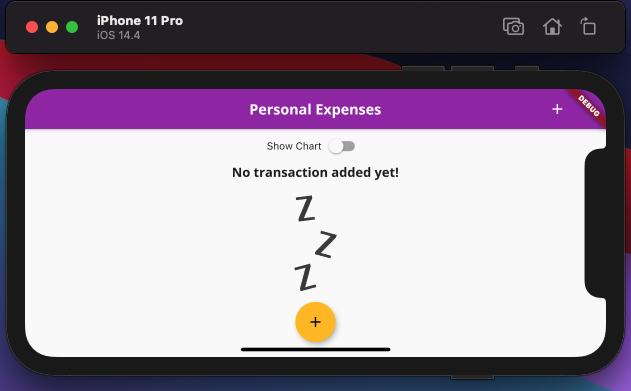 iPhone 11 Pro
iOS 14.4
Personal Expenses
+
DEBUG
Show Chart
No transaction added yet!
Z
Z
Z
+